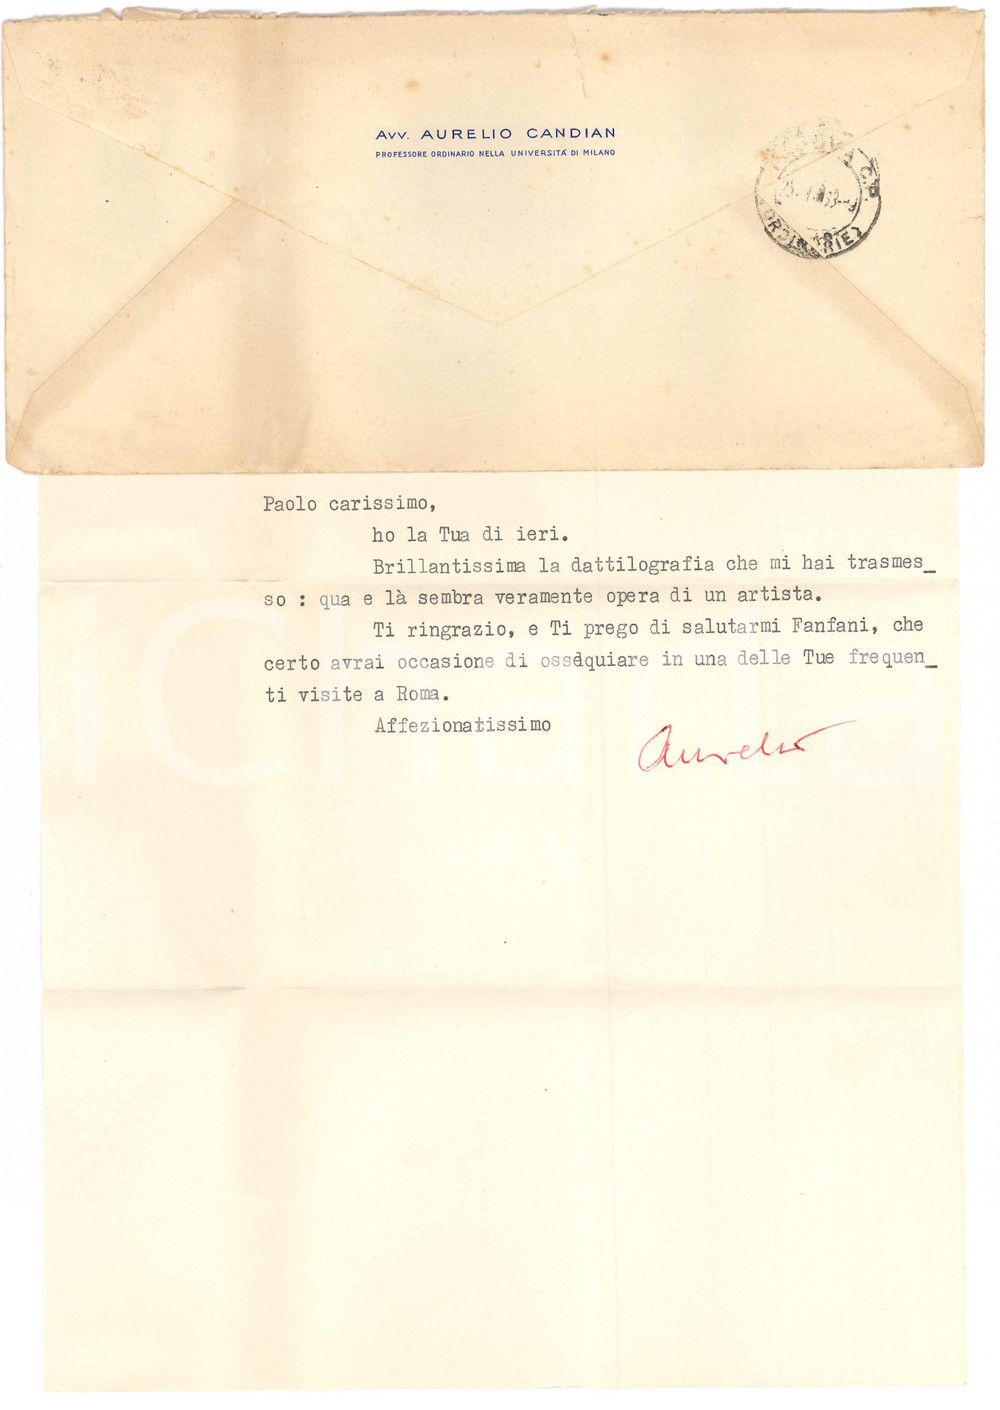 Avv. AURELIO CANDIAN
PROFESSORE ORDINARIO NELLA UNIVERSITÀ DI MILANO
(ORDINARIE)
Paolo carissimo,
ho la Tua di ieri.
Brillantissima la dattilografia che mi hai trasmes_
so : qua e là sembra veramente opera di un artista.
Ti ringrazio, e Ti prego di salutarmi Fanfani, che
certo avrai occasione di ossequiare in una delle Tue frequen_
ti visite a Roma.
Affezionatissimo
Aurelio